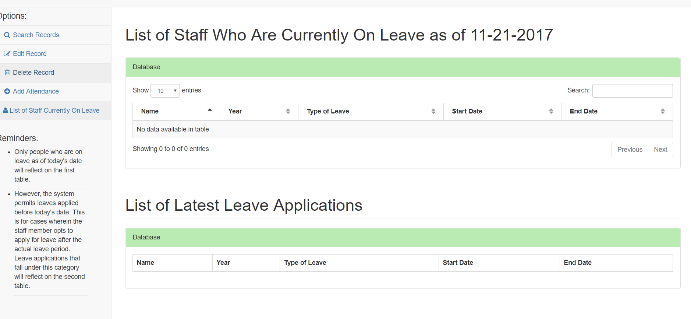 Options:
Search Records
Edit Record
Delete Record
Add Attendance
List of Staff Currently On Leave
Reminders:
Only people who are on
leave as of today's date
will reflect on the first
table.
However, the system
permits leaves applied
before today's date. This
is for cases wherein the
staff member opts to
apply for leave after the
actual leave period.
Leave applications that
fall under this category
will reflect on the second
table.
List of Staff Who Are Currently On Leave as of 11-21-2017
Database
Show 10 entries Search:
Name Year Type of Leave Start Date End Date
No data available in table
Showing 0 to 0 of 0 entries Previous Next
List of Latest Leave Applications
Database
Name Year Type of Leave Start Date End Date